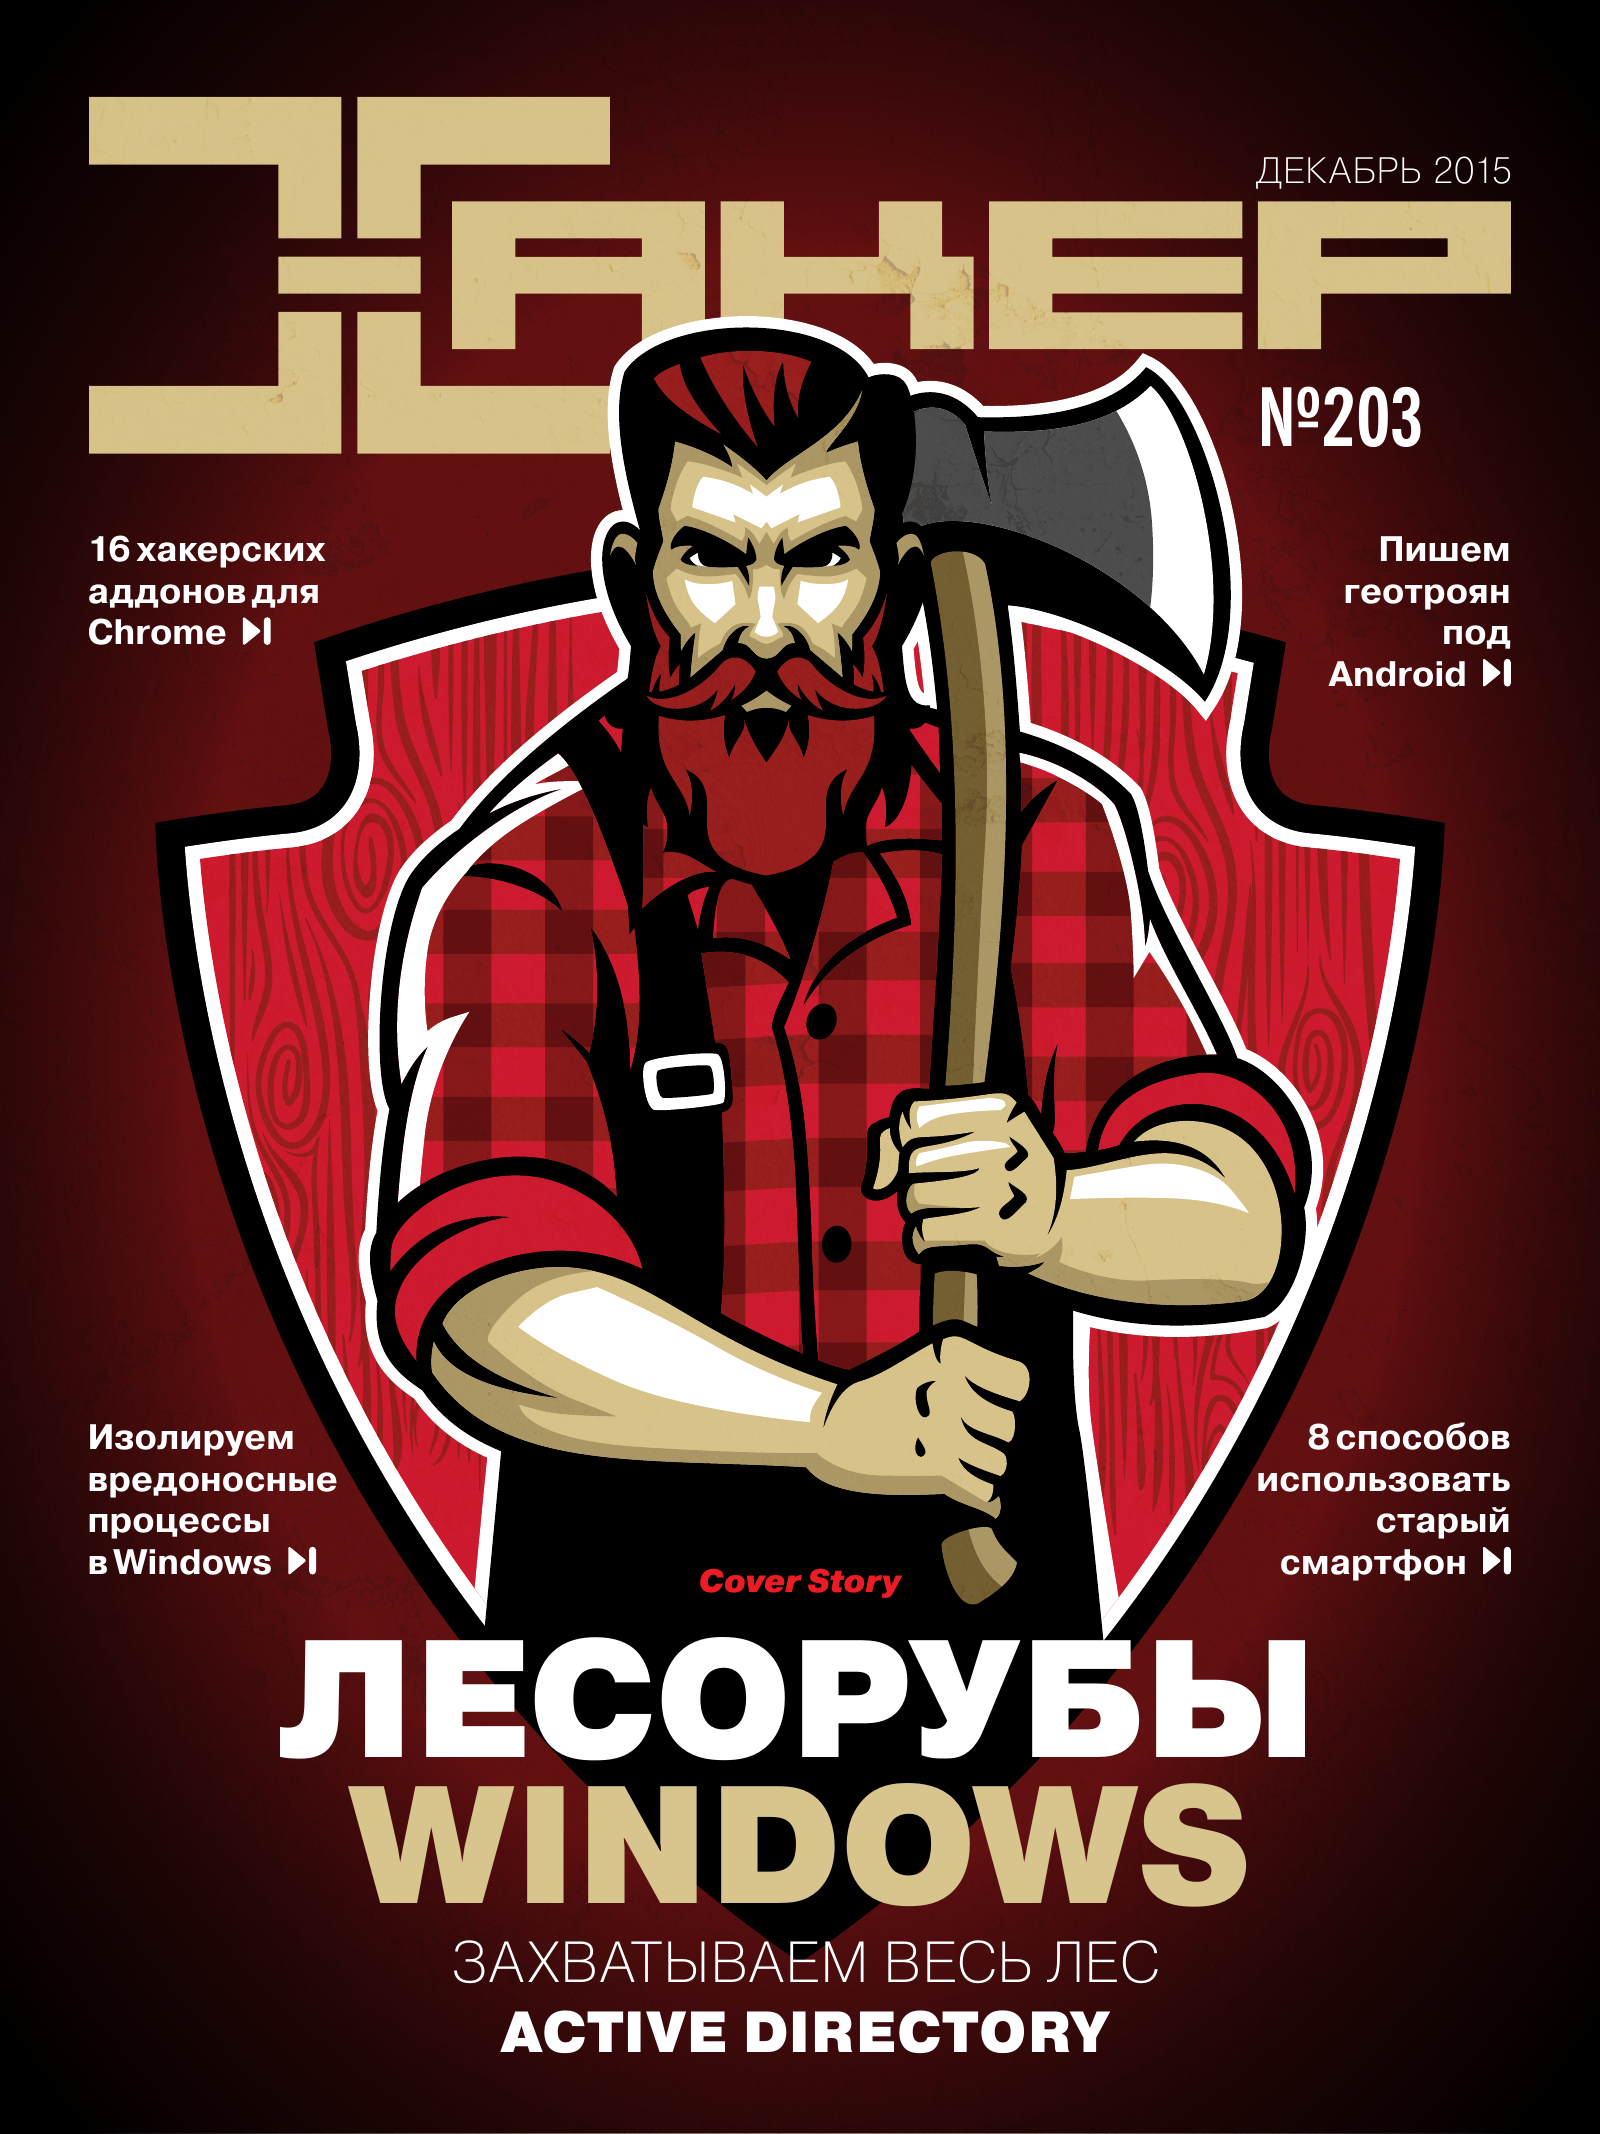 ХАКЕР
ДЕКАБРЬ 2015
№203
16 хакерских
аддонов для
Chrome
Пишем
геотроян
под
Android
Изолируем
вредоносные
процессы
в Windows
8 способов
использовать
старый
смартфон
Cover Story
ЛЕСОРУБЫ
WINDOWS
ЗАХВАТЫВАЕМ ВЕСЬ ЛЕС
ACTIVE DIRECTORY